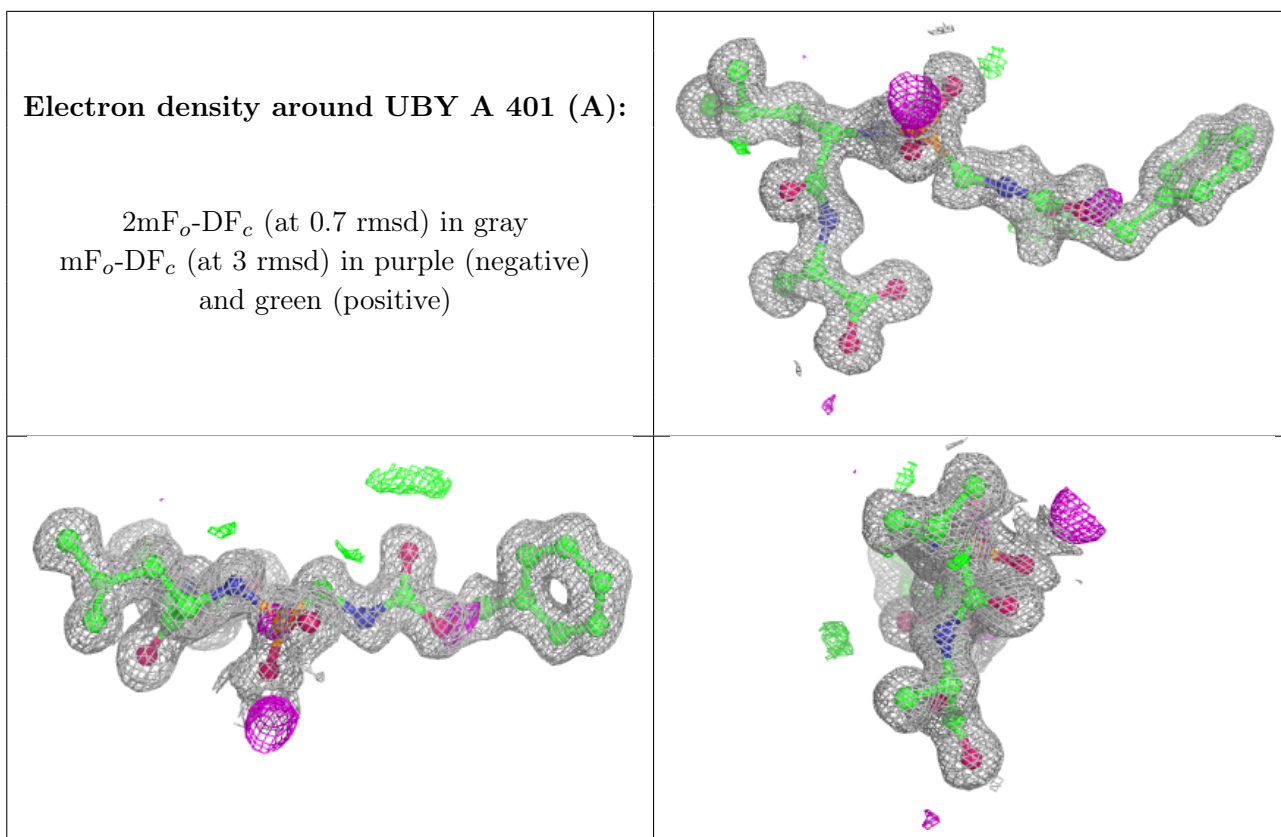 Electron density around UBY A 401 (A):
2mFo-DFc (at 0.7 rmsd) in gray
mFo-DFc (at 3 rmsd) in purple (negative)
and green (positive)